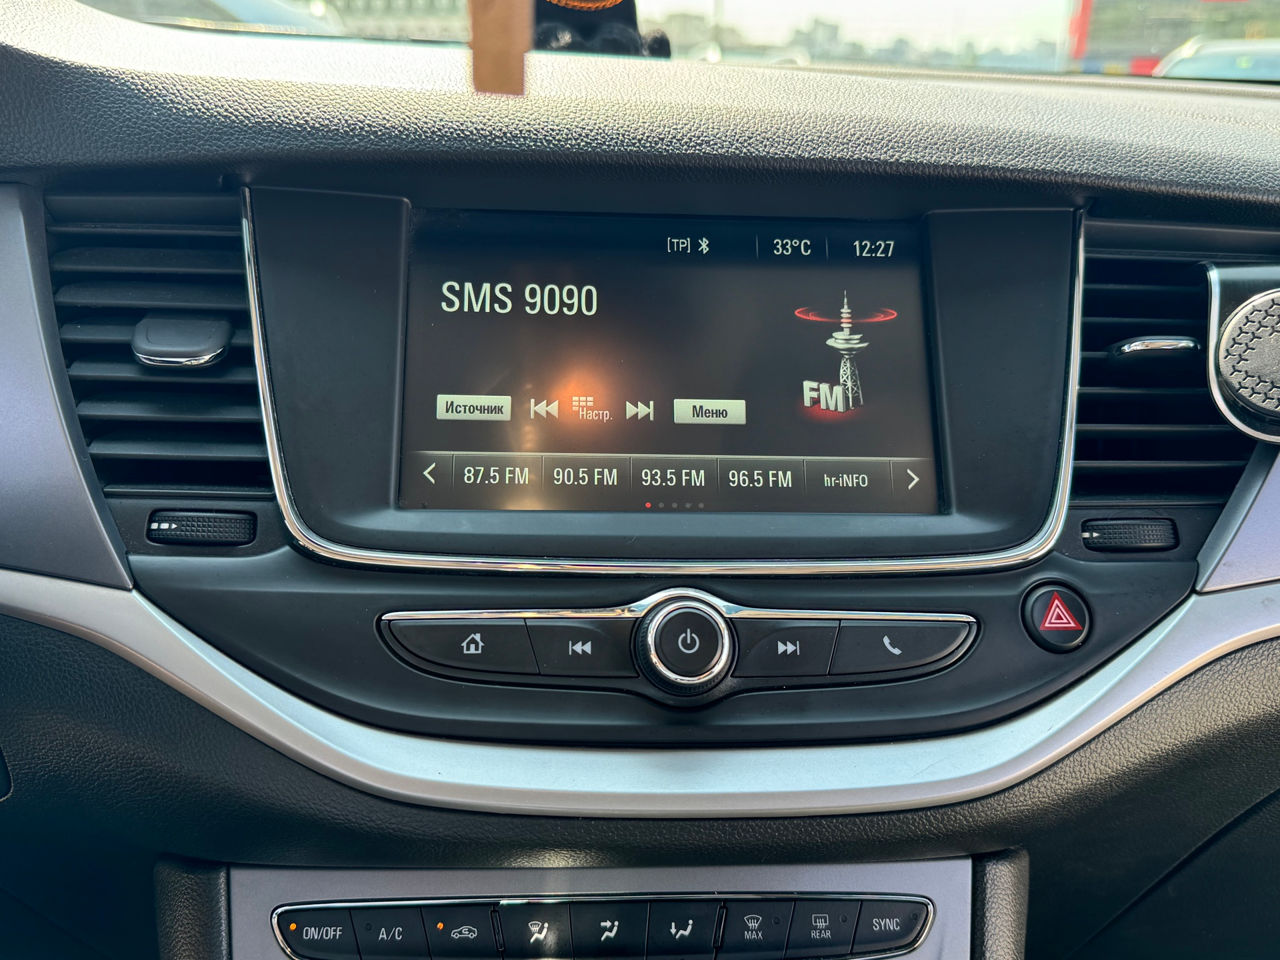 [TP] 33°C 12:27
SMS 9090
FM
Источник Настр. Меню
87.5 FM 90.5 FM 93.5 FM 96.5 FM hr-iNFO
ON/OFF A/C MAX REAR SYNC